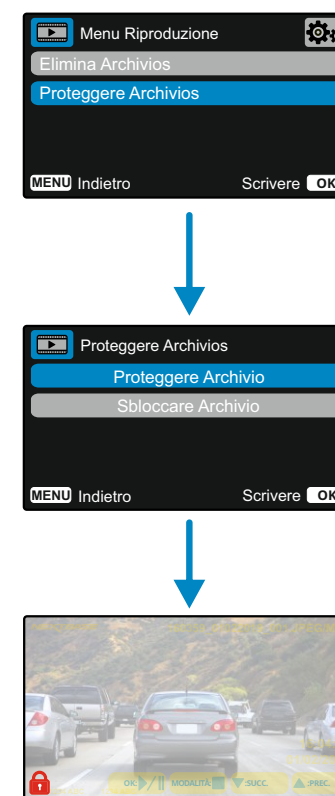 Menu Riproduzione
Elimina Archivios
Proteggere Archivios
MENU Indietro Scrivere OK
Proteggere Archivios
Proteggere Archivio
Sbloccare Archivio
MENU Indietro Scrivere OK
OK: MODALITÀ: :SUCC. :PREC.